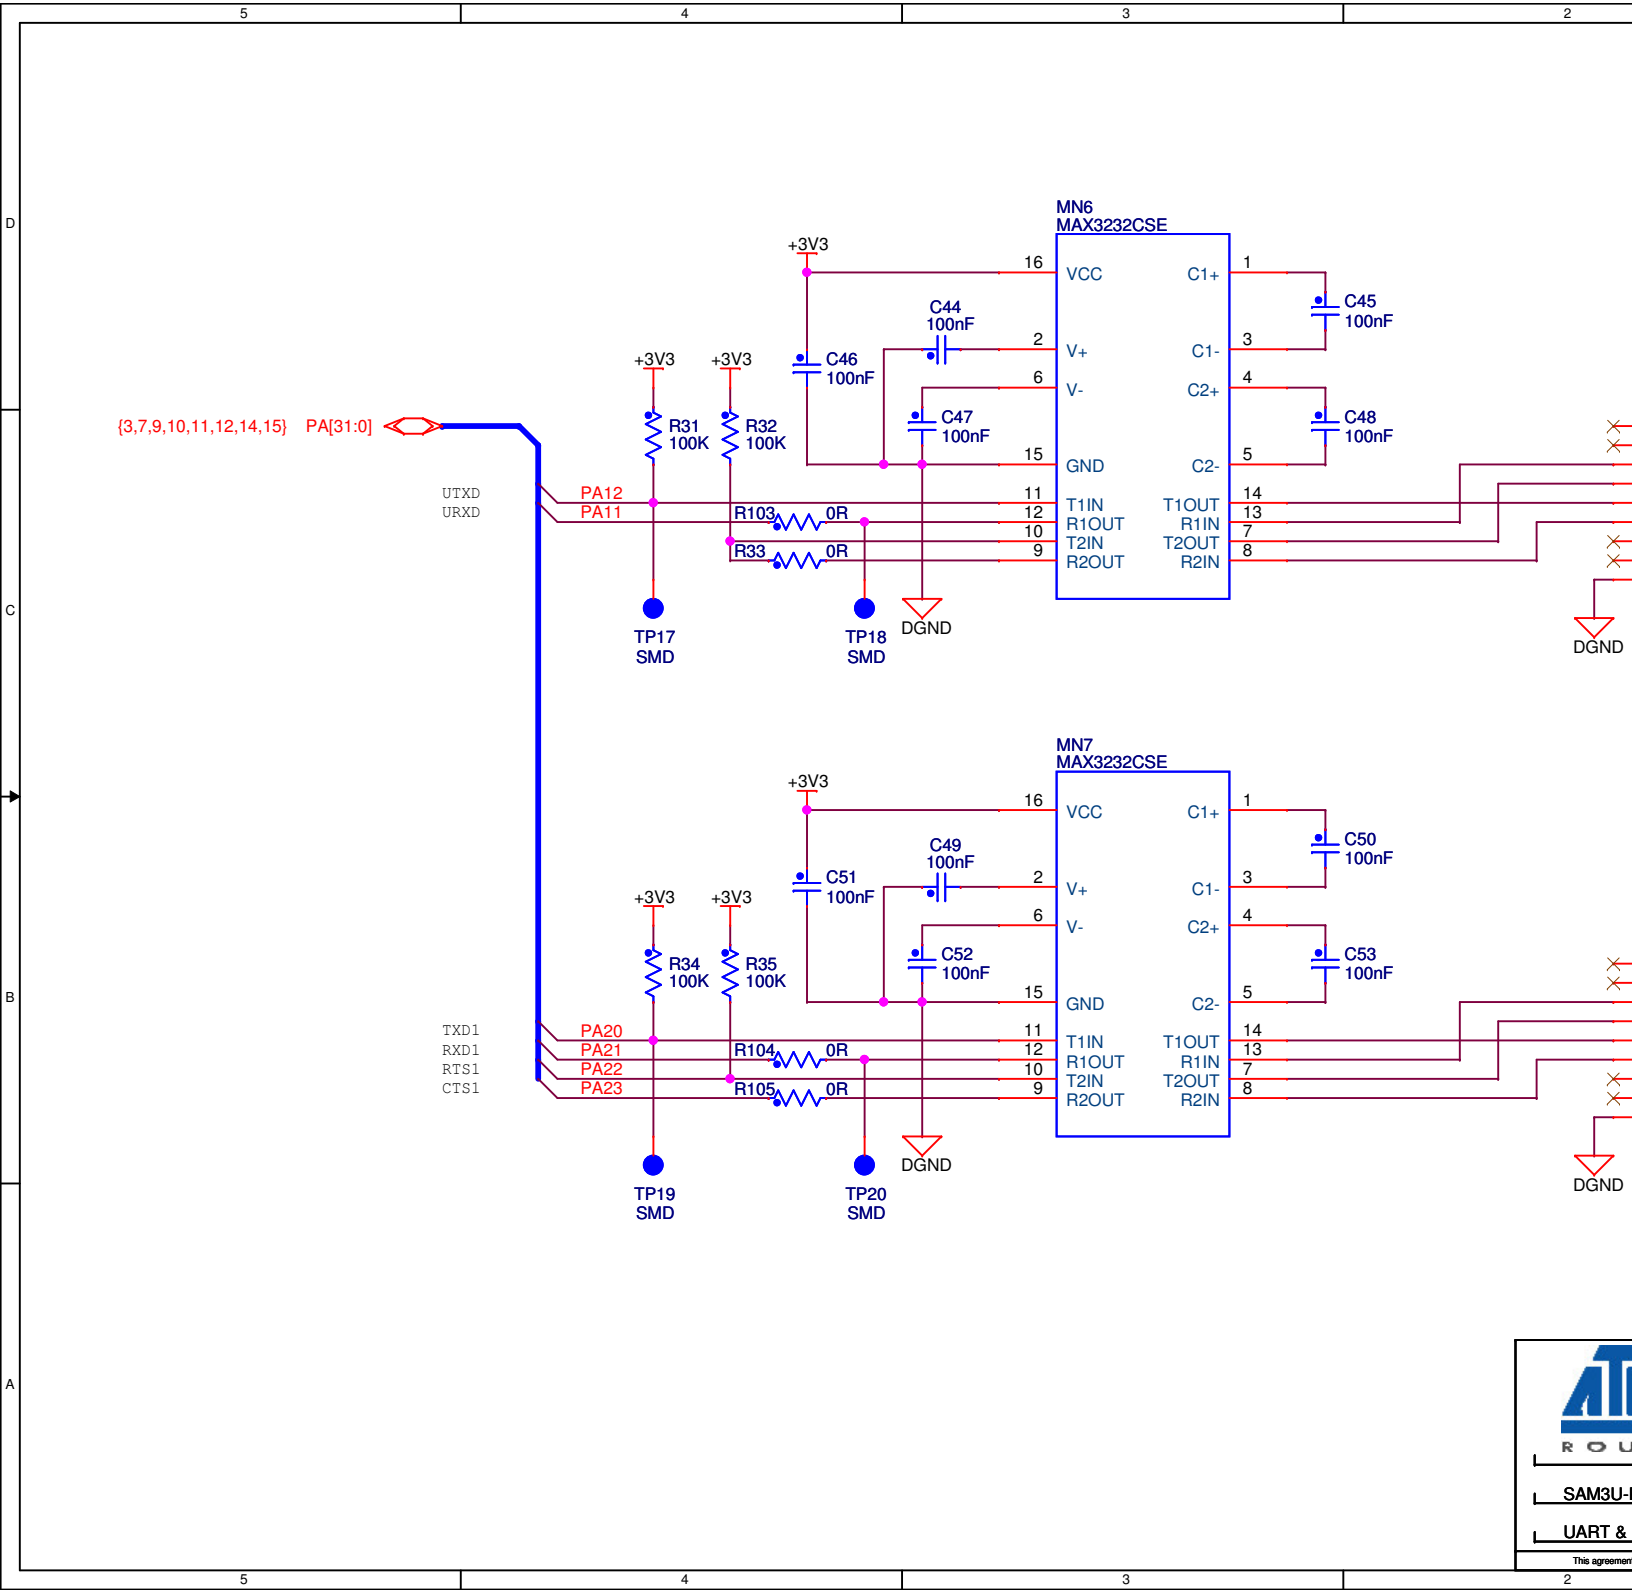 5 4 3 2
D
MN6
MAX3232CSE
+3V3
16 VCC C1+ 1
C45
100nF
C44
100nF
2 V+ C1- 3
+3V3 +3V3
C46
100nF
6 V- C2+ 4
{3,7,9,10,11,12,14,15} PA[31:0]
R31
100K
R32
100K
C47
100nF
C48
100nF
15 GND C2- 5
UTXD PA12 11 T1IN T1OUT 14
URXD PA11 R103 0R 12 R1OUT R1IN 13
10 T2IN T2OUT 7
R33 0R 9 R2OUT R2IN 8
C
TP17
SMD
TP18
SMD
DGND
DGND
MN7
MAX3232CSE
+3V3
16 VCC C1+ 1
C50
100nF
C49
100nF
2 V+ C1- 3
+3V3 +3V3
C51
100nF
6 V- C2+ 4
R34
100K
R35
100K
C52
100nF
C53
100nF
B
15 GND C2- 5
TXD1 PA20 11 T1IN T1OUT 14
RXD1 PA21 R104 0R 12 R1OUT R1IN 13
RTS1 PA22 10 T2IN T2OUT 7
CTS1 PA23 R105 0R 9 R2OUT R2IN 8
TP19
SMD
TP20
SMD
DGND
DGND
A
R O U
SAM3U-
UART &
This agreement
5 4 3 2